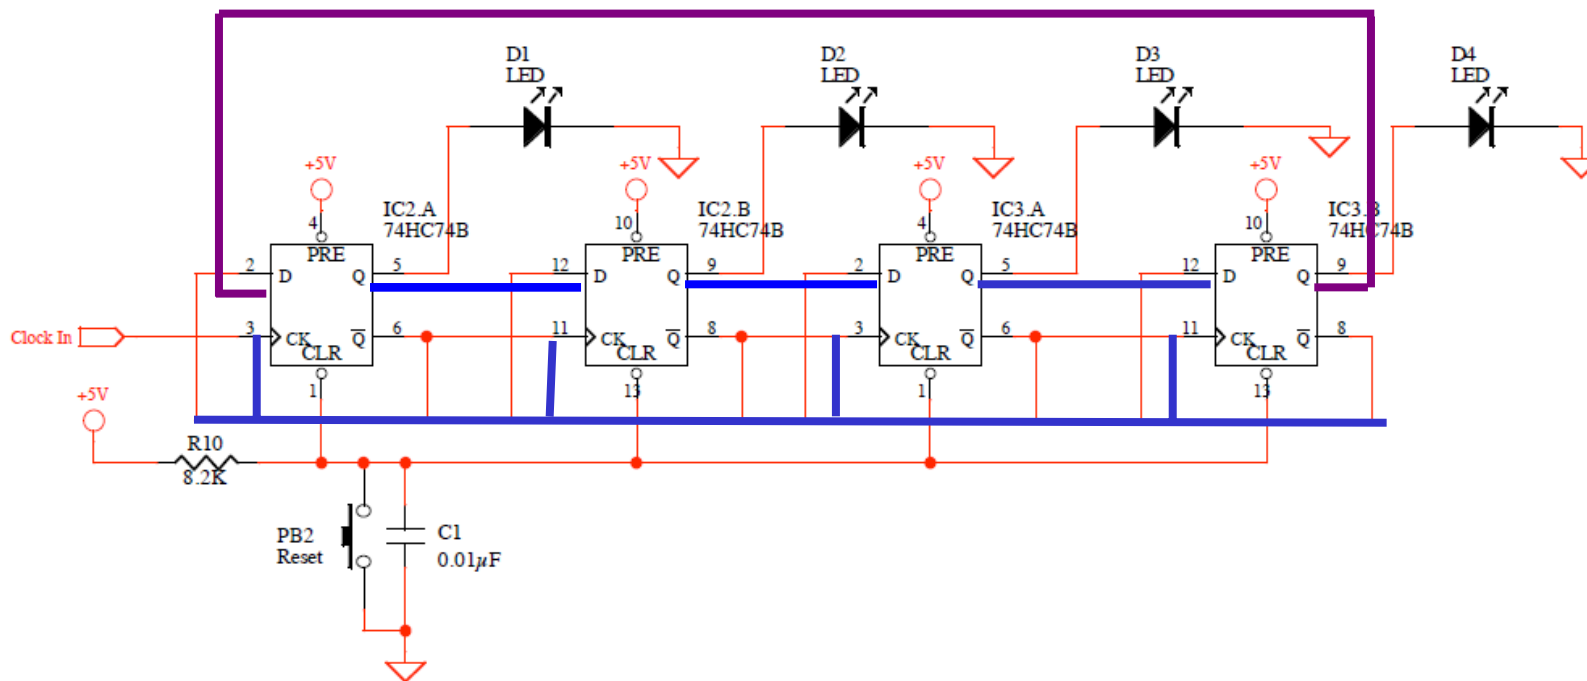 D1
LED
D2
LED
D3
LED
D4
LED
+5V
+5V
+5V
+5V
IC2.A
74HC74B
IC2.B
74HC74B
IC3.A
74HC74B
IC3.B
74HC74B
4
10
4
10
PRE
PRE
PRE
PRE
2
D
Q
5
12
D
Q
9
2
D
Q
5
12
D
Q
9
Clock In
3
CK
Q
6
11
CK
Q
8
3
CK
Q
6
11
CK
Q
8
CLR
CLR
CLR
CLR
1
13
1
13
+5V
R10
8.2K
PB2
Reset
C1
0.01µF